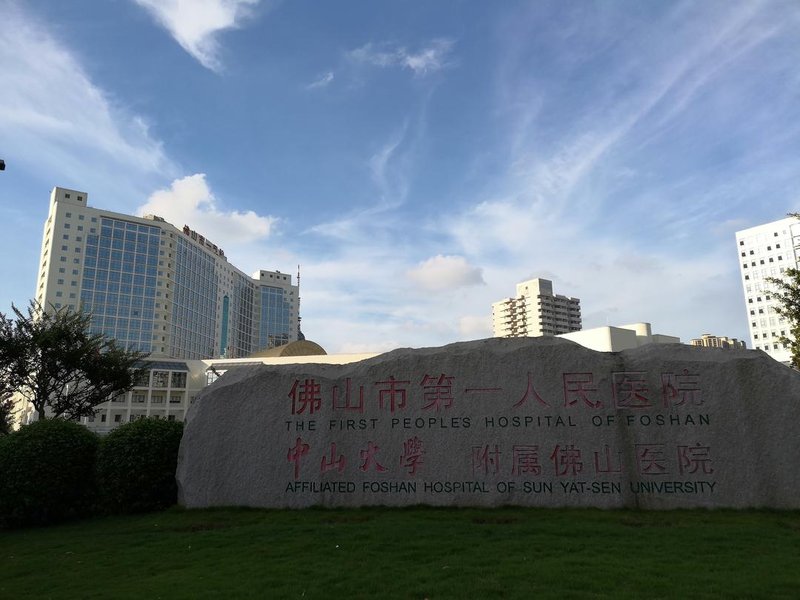 佛山市第一人民医院
THE FIRST PEOPLE'S HOSPITAL OF FOSHAN
中山大學 附属佛山医院
AFFILIATED FOSHAN HOSPITAL OF SUN YAT-SEN UNIVERSITY